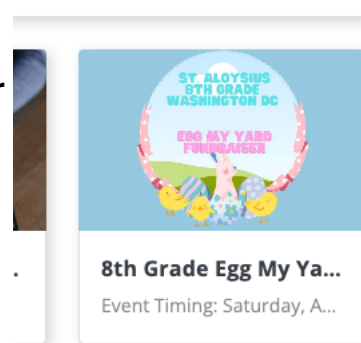 r
ST. ALOYSIUS
8TH GRADE
WASHINGTON DC
EGG MY YARD
FUNDRAISER
.
8th Grade Egg My Ya...
Event Timing: Saturday, A...